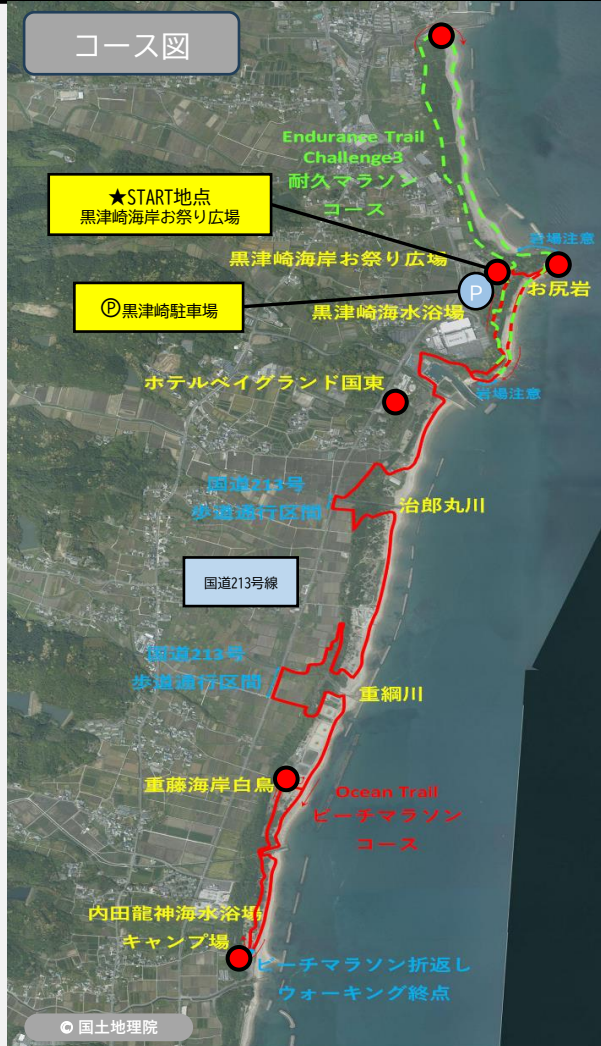 コース図
Endurance Trail
Challenge3
耐久マラソン
コース
★START地点
黒津崎海岸お祭り広場
岩場注意
黒津崎海岸お祭り広場
お尻岩
P
Ⓟ黒津崎駐車場
黒津崎海水浴場
岩場注意
ホテルベイグランド国東
国道213号
歩道通行区間
治郎丸川
国道213号線
国道213号
歩道通行区間
重綱川
重藤海岸白鳥
Ocean Trail
ビーチマラソン
コース
内田龍神海水浴場
キャンプ場
ビーチマラソン折返し
ウォーキング終点
© 国土地理院